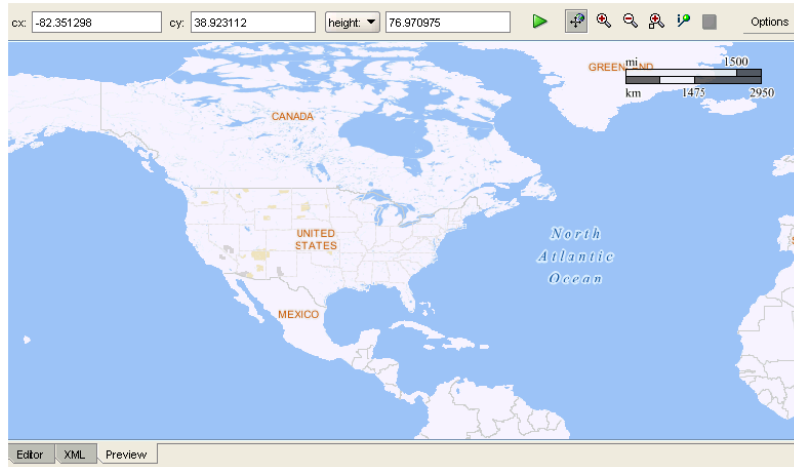 cx: -82.351298 cy: 38.923112 height: 76.970975 Options
GREENLAND
mi 1500
km 1475 2950
CANADA
UNITED
STATES
North
Atlantic
Ocean
MEXICO
Editor XML Preview